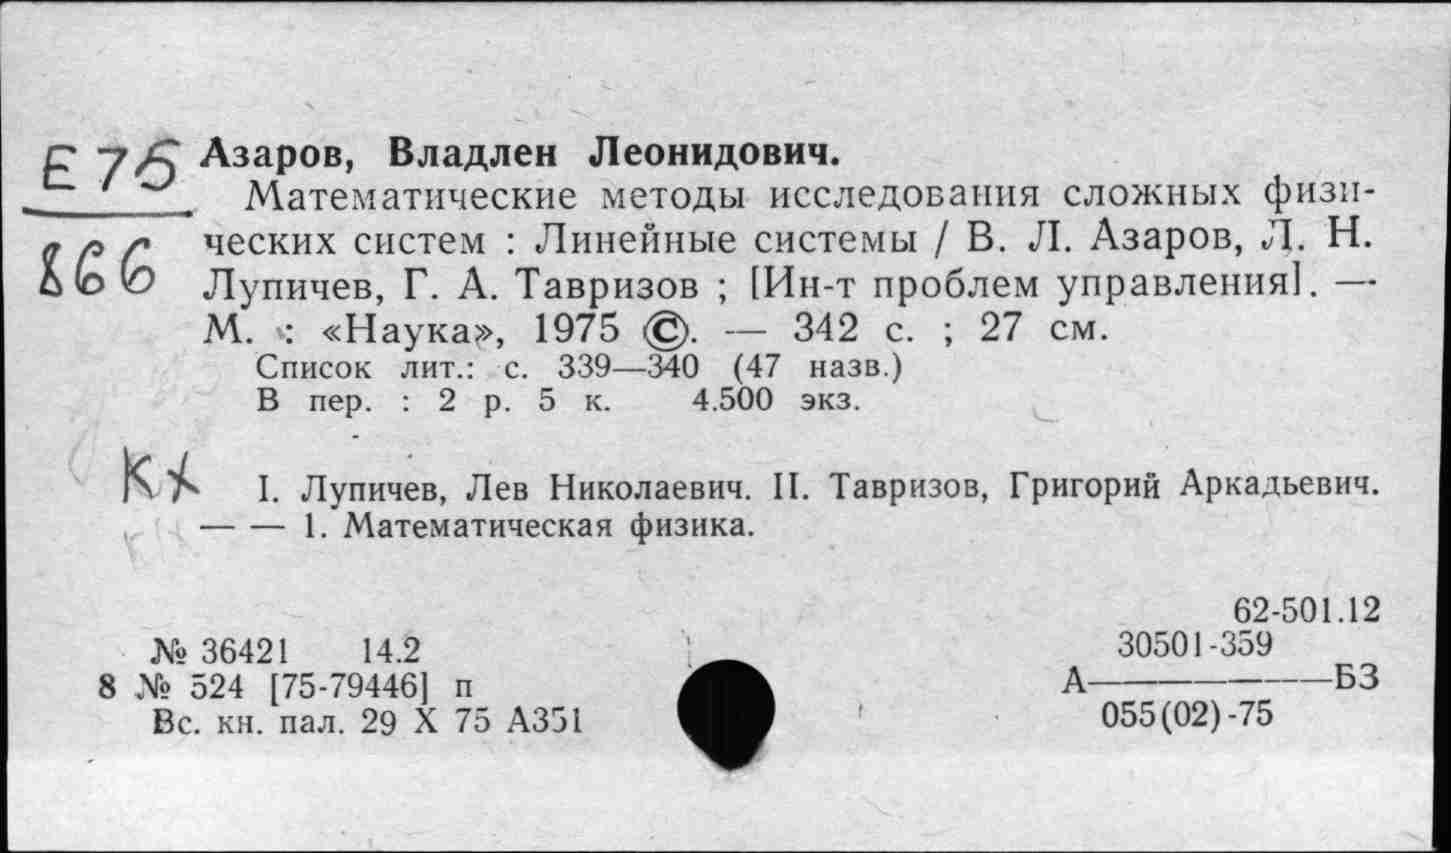 Е 75
866
Азаров, Владлен Леонидович.
Математические методы исследования сложных физи-
ческих систем : Линейные системы / В. Л. Азаров, Л. Н.
Лупичев, Г. А. Тавризов ; [Ин-т проблем управления]. —
М. : «Наука», 1975 ©. — 342 с. ; 27 см.
Список лит.: с. 339—340 (47 назв.)
В пер. : 2 р. 5 к. 4.500 экз.
I. Лупичев, Лев Николаевич. II. Тавризов, Григорий Аркадьевич.
— — 1. Математическая физика.
№ 36421 14.2
8 № 524 [75-79446] п
Вс. кн. пал. 29 X 75 А351
62-501.12
30501-359
А———БЗ
055(02)-75